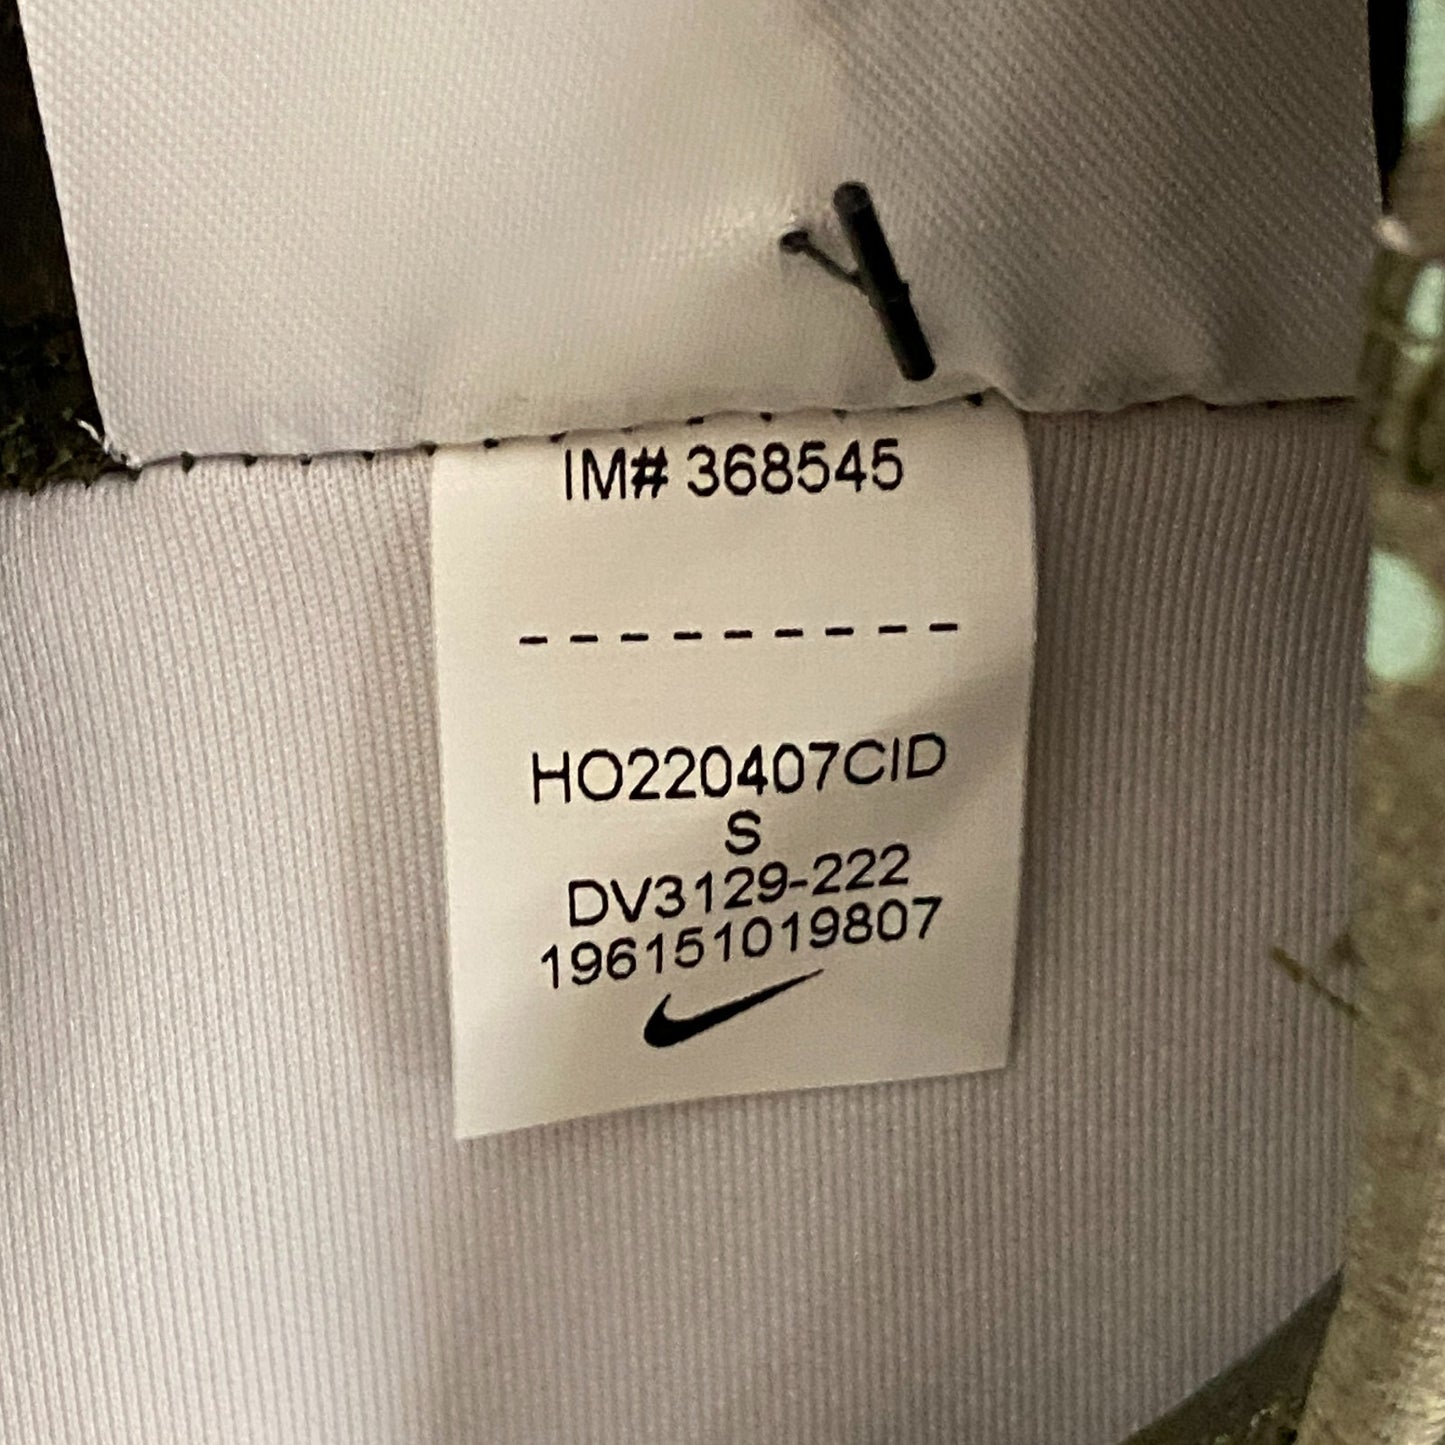 IM# 368545
- - - - - - - - -
HO220407CID
S
DV3129-222
196151019807